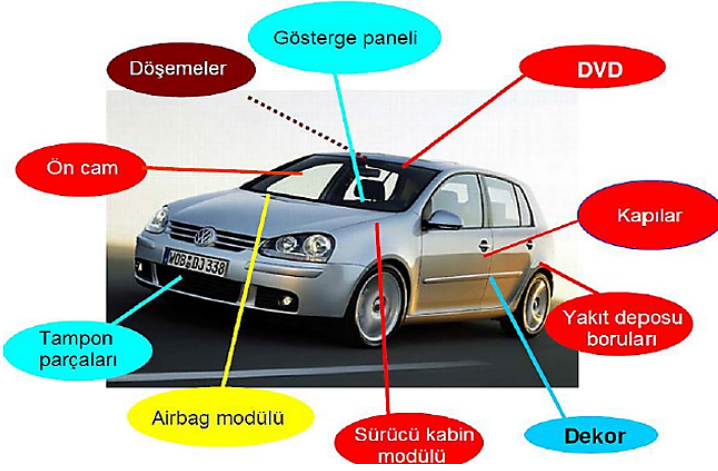 Gösterge paneli
Döşemeler
DVD
Ön cam
Kapılar
WOB DJ 338
Yakıt deposu
boruları
Tampon
parçaları
Airbag modülü
Sürücü kabin
modülü
Dekor